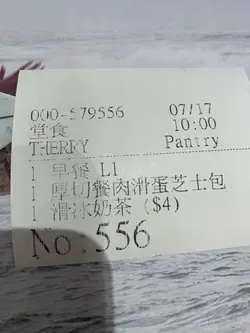 000-579556 07/17
堂食 10:00
THERRY Pantry
1 早餐 L1
1 厚切餐肉滑蛋芝士包
1 滑冰奶茶 ($4)
No:556